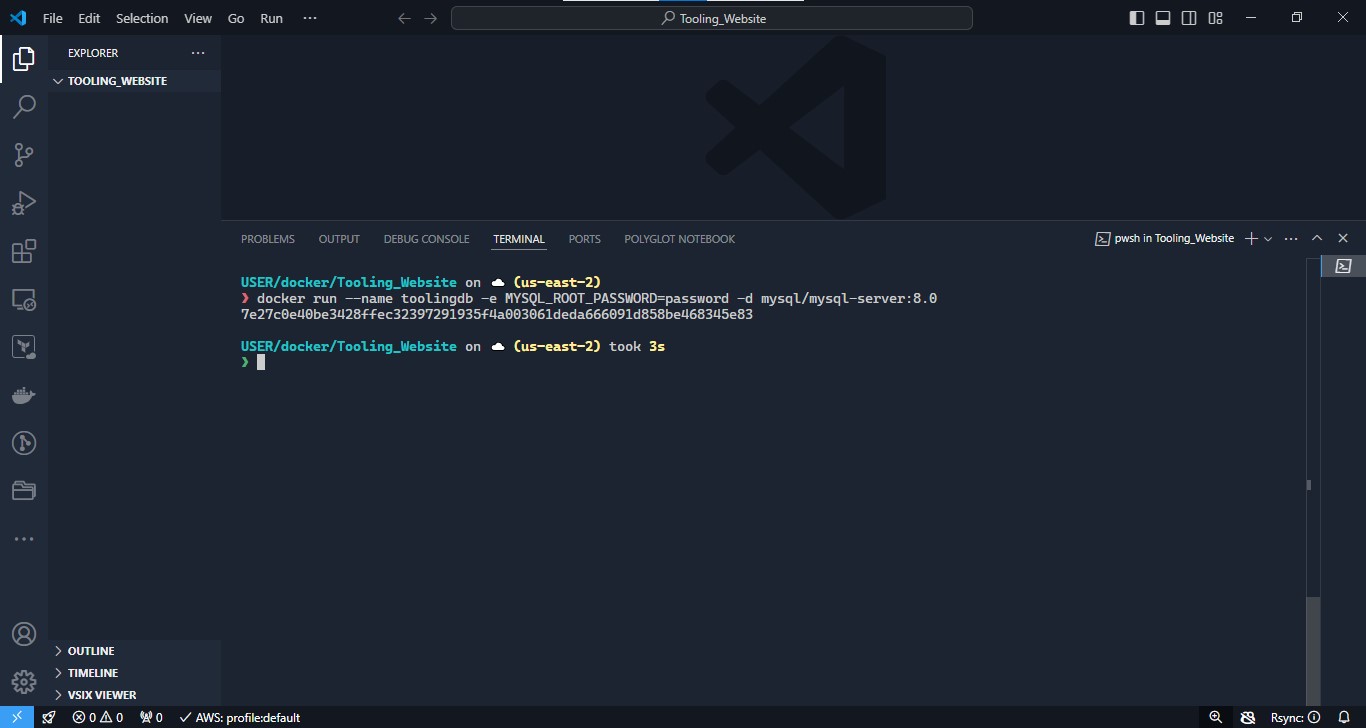 File Edit Selection View Go Run ···
Tooling_Website
EXPLORER
TOOLING_WEBSITE
PROBLEMS OUTPUT DEBUG CONSOLE TERMINAL PORTS POLYGLOT NOTEBOOK
pwsh in Tooling_Website
USER/docker/Tooling_Website on ☁ (us-east-2)
❯ docker run --name toolingdb -e MYSQL_ROOT_PASSWORD=password -d mysql/mysql-server:8.0
7e27c0e40be3428ffec32397291935f4a003061deda666091d858be468345e83
USER/docker/Tooling_Website on ☁ (us-east-2) took 3s
❯
OUTLINE
TIMELINE
VSIX VIEWER
0 0 0 AWS: profile:default Rsync: